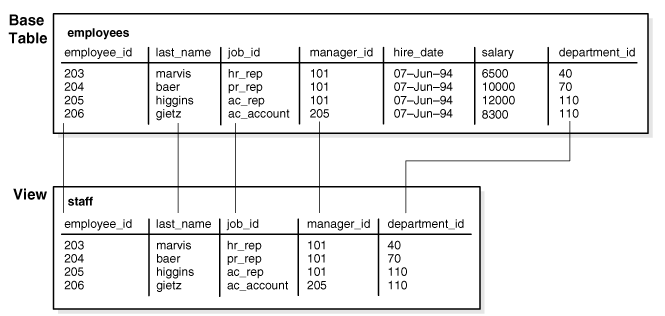 Base
Table
employees
employee_id last_name job_id manager_id hire_date salary department_id
203 marvis hr_rep 101 07–Jun–94 6500 40
204 baer pr_rep 101 07–Jun–94 10000 70
205 higgins ac_rep 101 07–Jun–94 12000 110
206 gietz ac_account 205 07–Jun–94 8300 110
View
staff
employee_id last_name job_id manager_id department_id
203 marvis hr_rep 101 40
204 baer pr_rep 101 70
205 higgins ac_rep 101 110
206 gietz ac_account 205 110